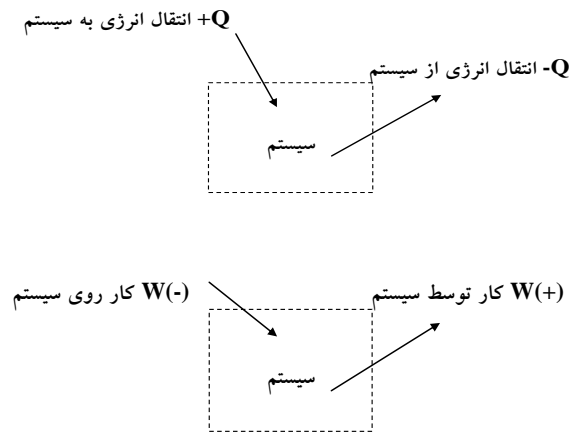 +Q انتقال انرژی به سیستم
-Q انتقال انرژی از سیستم
سیستم
W(-) کار روی سیستم
W(+) کار توسط سیستم
سیستم